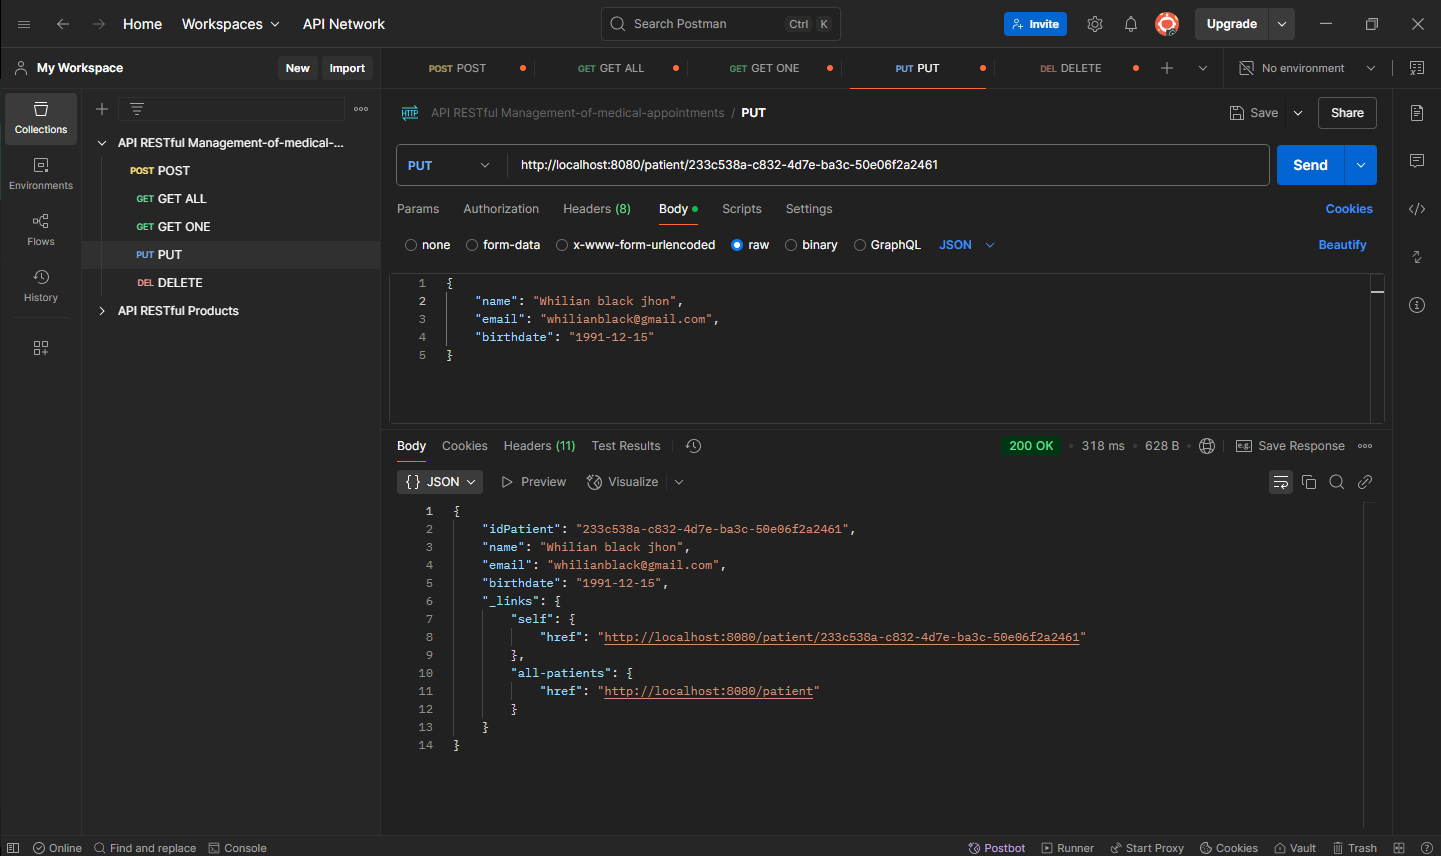 Home Workspaces API Network Search Postman Ctrl K Invite Upgrade
My Workspace New Import POST POST GET GET ALL GET GET ONE PUT PUT DEL DELETE No environment
Collections
Environments
Flows
History
API RESTful Management-of-medical-...
POST POST
GET GET ALL
GET GET ONE
PUT PUT
DEL DELETE
API RESTful Products
HTTP API RESTful Management-of-medical-appointments / PUT Save Share
PUT http://localhost:8080/patient/233c538a-c832-4d7e-ba3c-50e06f2a2461 Send
Params Authorization Headers (8) Body Scripts Settings Cookies
none form-data x-www-form-urlencoded raw binary GraphQL JSON Beautify
1 {
2 "name": "Whilian black jhon",
3 "email": "whilianblack@gmail.com",
4 "birthdate": "1991-12-15"
5 }
Body Cookies Headers (11) Test Results 200 OK 318 ms 628 B e.g. Save Response
{} JSON Preview Visualize
1 {
2 "idPatient": "233c538a-c832-4d7e-ba3c-50e06f2a2461",
3 "name": "Whilian black jhon",
4 "email": "whilianblack@gmail.com",
5 "birthdate": "1991-12-15",
6 "_links": {
7 "self": {
8 "href": "http://localhost:8080/patient/233c538a-c832-4d7e-ba3c-50e06f2a2461"
9 },
10 "all-patients": {
11 "href": "http://localhost:8080/patient"
12 }
13 }
14 }
Online Find and replace Console Postbot Runner Start Proxy Cookies Vault Trash